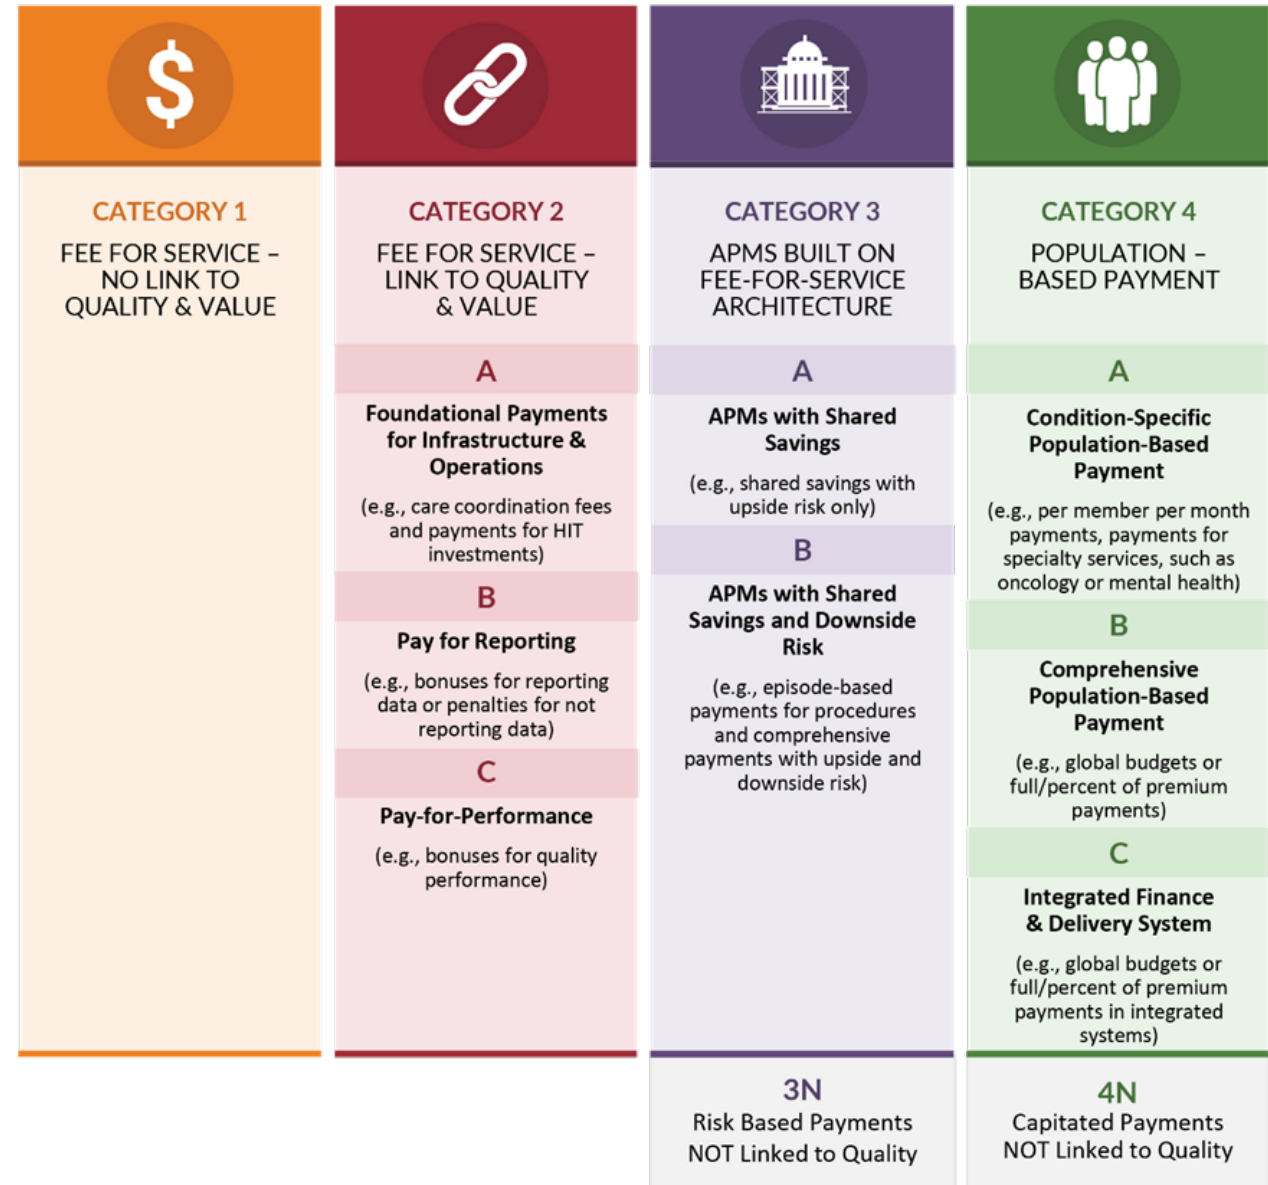 $
CATEGORY 1
FEE FOR SERVICE –
NO LINK TO
QUALITY & VALUE
CATEGORY 2
FEE FOR SERVICE –
LINK TO QUALITY
& VALUE
A
Foundational Payments
for Infrastructure &
Operations
(e.g., care coordination fees
and payments for HIT
investments)
B
Pay for Reporting
(e.g., bonuses for reporting
data or penalties for not
reporting data)
C
Pay-for-Performance
(e.g., bonuses for quality
performance)
CATEGORY 3
APMS BUILT ON
FEE-FOR-SERVICE
ARCHITECTURE
A
APMs with Shared
Savings
(e.g., shared savings with
upside risk only)
B
APMs with Shared
Savings and Downside
Risk
(e.g., episode-based
payments for procedures
and comprehensive
payments with upside and
downside risk)
3N
Risk Based Payments
NOT Linked to Quality
CATEGORY 4
POPULATION –
BASED PAYMENT
A
Condition-Specific
Population-Based
Payment
(e.g., per member per month
payments, payments for
specialty services, such as
oncology or mental health)
B
Comprehensive
Population-Based
Payment
(e.g., global budgets or
full/percent of premium
payments)
C
Integrated Finance
& Delivery System
(e.g., global budgets or
full/percent of premium
payments in integrated
systems)
4N
Capitated Payments
NOT Linked to Quality